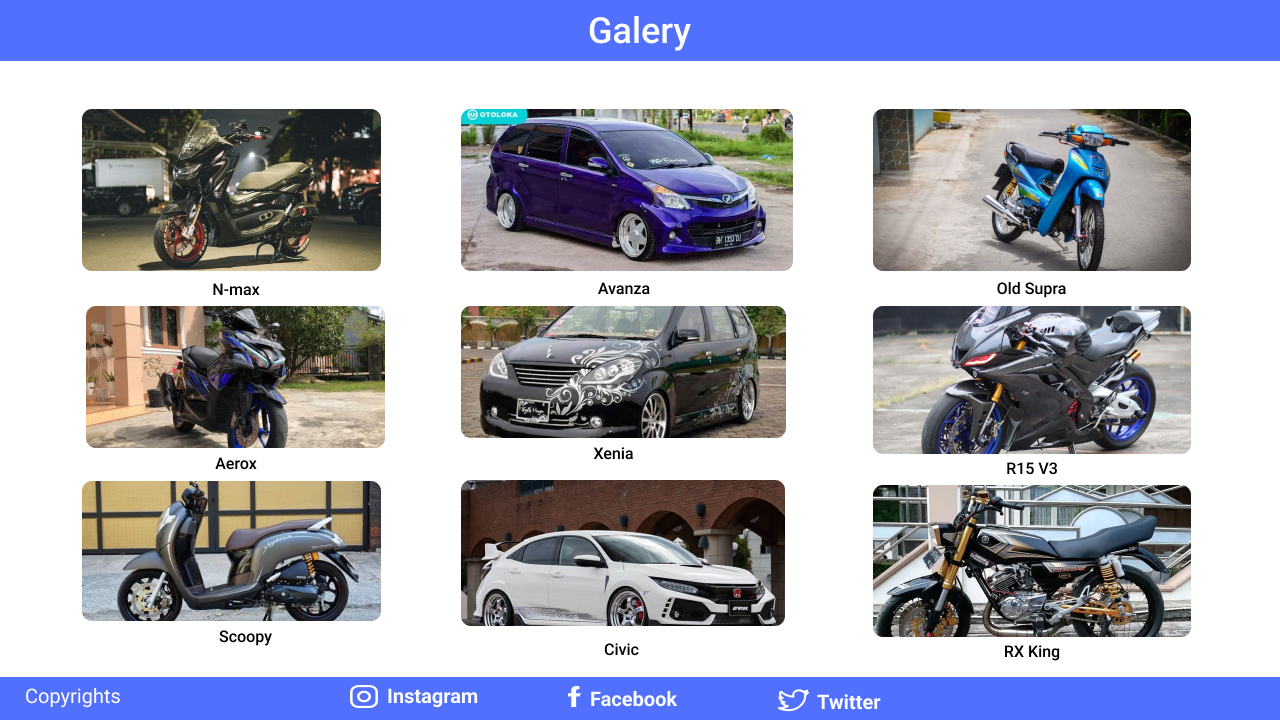 Galery
OTOLOKA
N-max
Avanza
Old Supra
Aerox
Xenia
R15 V3
Scoopy
Civic
RX King
Copyrights
Instagram
Facebook
Twitter